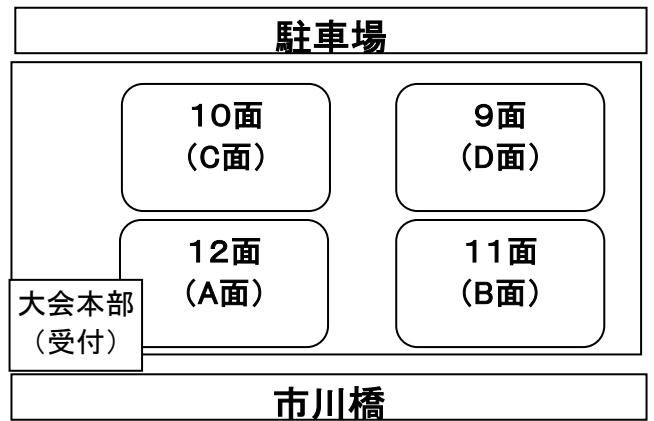 駐車場
10面
（C面）
9面
（D面）
12面
（A面）
11面
（B面）
大会本部
（受付）
市川橋